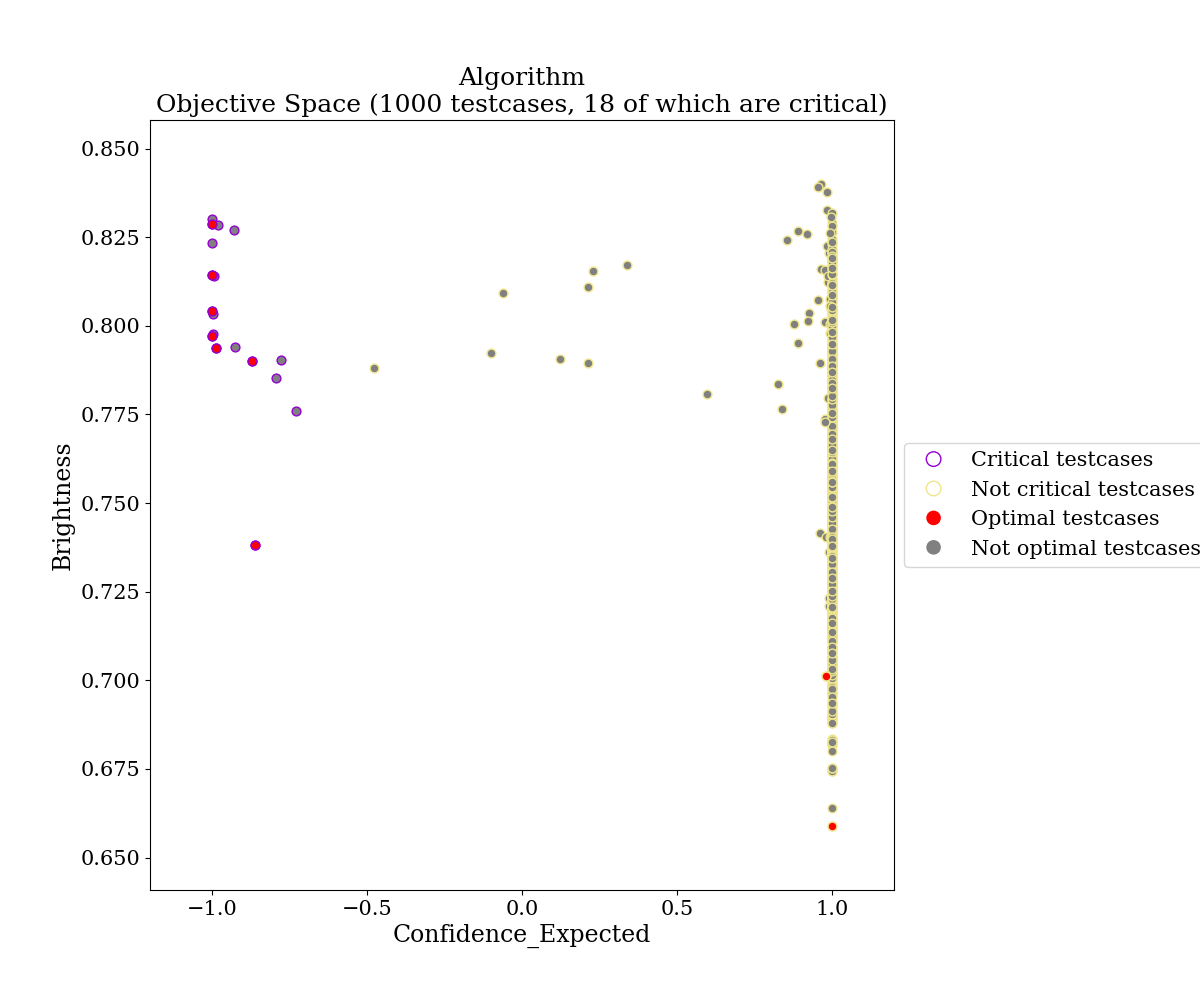 Algorithm
Objective Space (1000 testcases, 18 of which are critical)
0.850
0.825
0.800
0.775
0.750
0.725
0.700
0.675
0.650
Brightness
−1.0
−0.5
0.0
0.5
1.0
Confidence_Expected
Critical testcases
Not critical testcases
Optimal testcases
Not optimal testcases